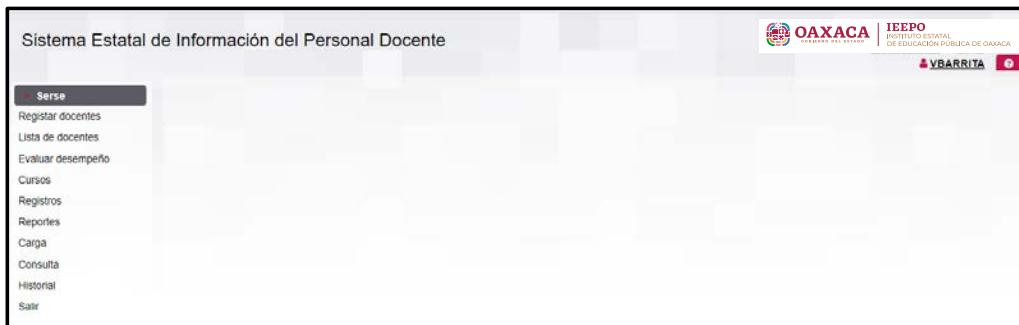 Sistema Estatal de Información del Personal Docente
OAXACA
GOBIERNO DEL ESTADO
IEEPO
INSTITUTO ESTATAL
DE EDUCACIÓN PÚBLICA DE OAXACA
VBARRITA
?
Serse
Registar docentes
Lista de docentes
Evaluar desempeño
Cursos
Registros
Reportes
Carga
Consulta
Historial
Salir